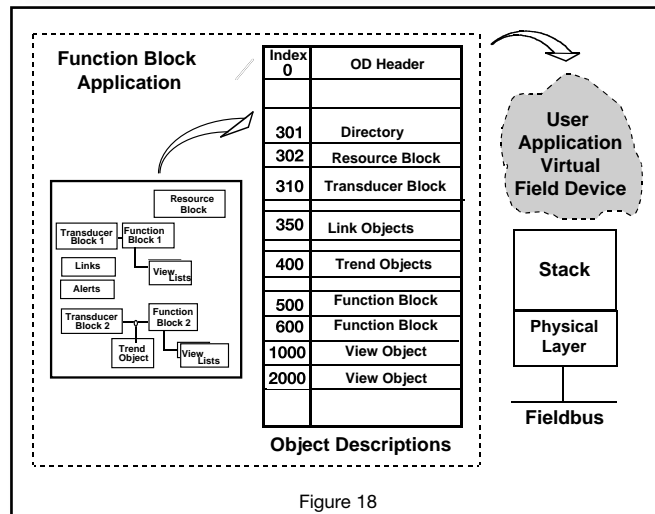 Function Block
Application
Resource
Block
Transducer
Block 1
Function
Block 1
Links
View
Lists
Alerts
Transducer
Block 2
Function
Block 2
Trend
Object
View
Lists
Index
0 OD Header
301 Directory
302 Resource Block
310 Transducer Block
350 Link Objects
400 Trend Objects
500 Function Block
600 Function Block
1000 View Object
2000 View Object
Object Descriptions
User
Application
Virtual
Field Device
Stack
Physical
Layer
Fieldbus
Figure 18